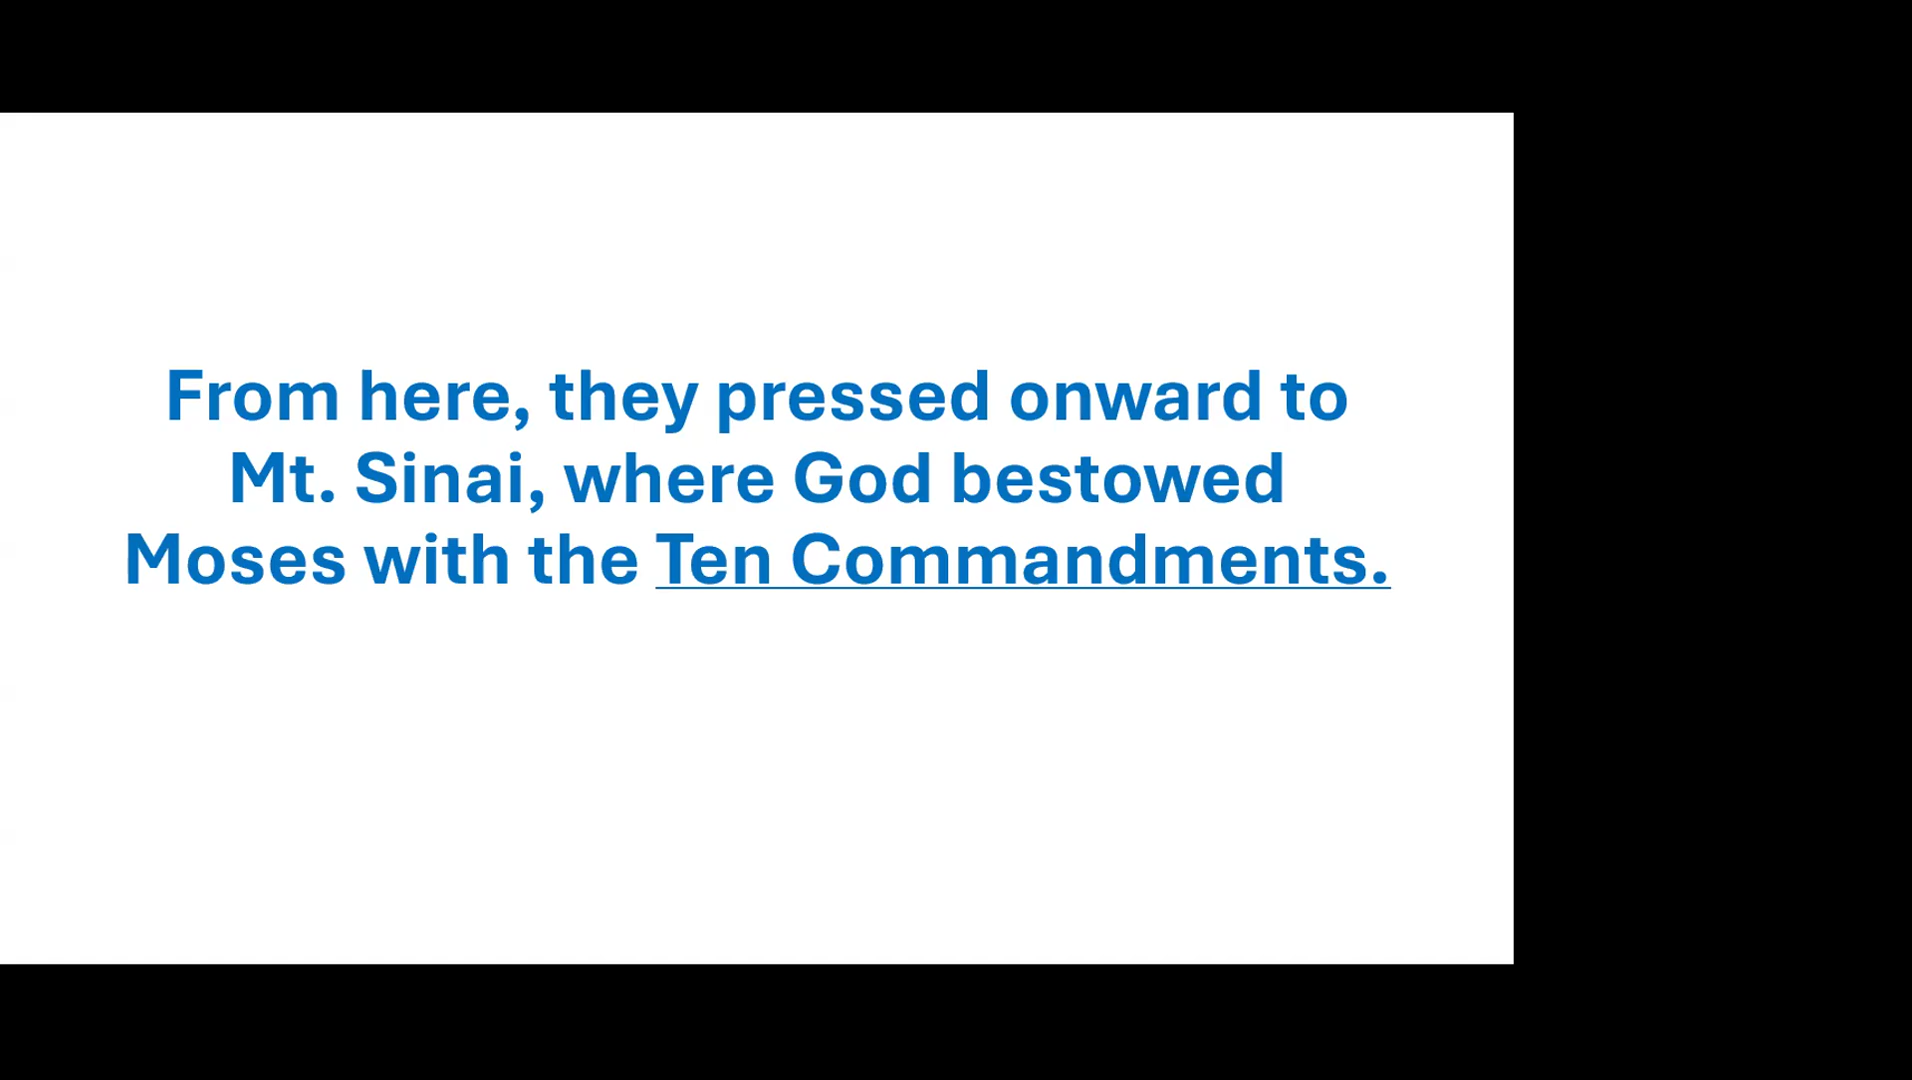 From here, they pressed onward to
Mt. Sinai, where God bestowed
Moses with the Ten Commandments.